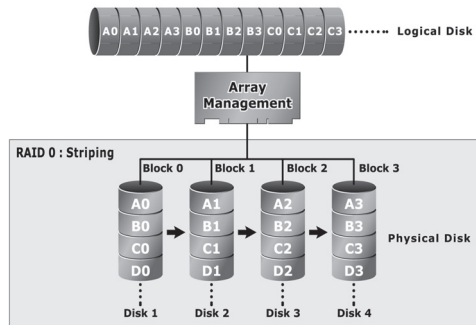 A0 A1 A2 A3 B0 B1 B2 B3 C0 C1 C2 C3 Logical Disk
Array
Management
RAID 0 : Striping
Block 0 Block 1 Block 2 Block 3
A0 A1 A2 A3
B0 B1 B2 B3
C0 C1 C2 C3
Physical Disk
D0 D1 D2 D3
Disk 1 Disk 2 Disk 3 Disk 4